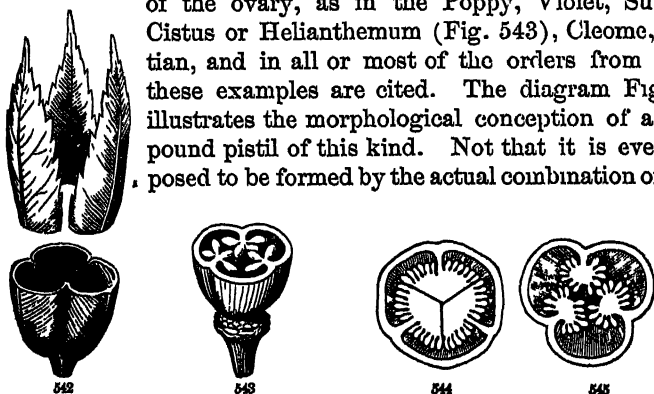 of the ovary, as in the Poppy, Violet, Su
Cistus or Helianthemum (Fig. 543), Cleome,
tian, and in all or most of the orders from
these examples are cited. The diagram Fig
illustrates the morphological conception of a
pound pistil of this kind. Not that it is eve
posed to be formed by the actual combination o
542 543 544 545